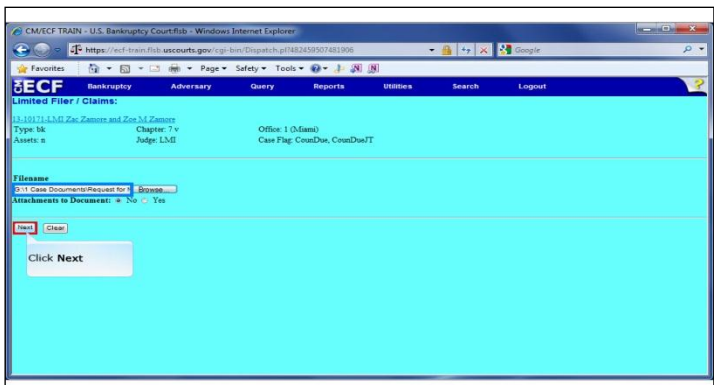 CM/ECF TRAIN - U.S. Bankruptcy Court:flsb - Windows Internet Explorer
https://ecf-train.flsb.uscourts.gov/cgi-bin/Dispatch.pl?482459507481906
Google
Favorites Page Safety Tools
ECF Bankruptcy Adversary Query Reports Utilities Search Logout
Limited Filer / Claims:
13-10171-LMI Zac Zamore and Zoe M Zamore
Type: bk Chapter: 7 v Office: 1 (Miami)
Assets: n Judge: LMI Case Flag: CounDue, CounDueJT
Filename
G:\1 Case Documents\Request for Browse...
Attachments to Document: No Yes
Next Clear
Click Next